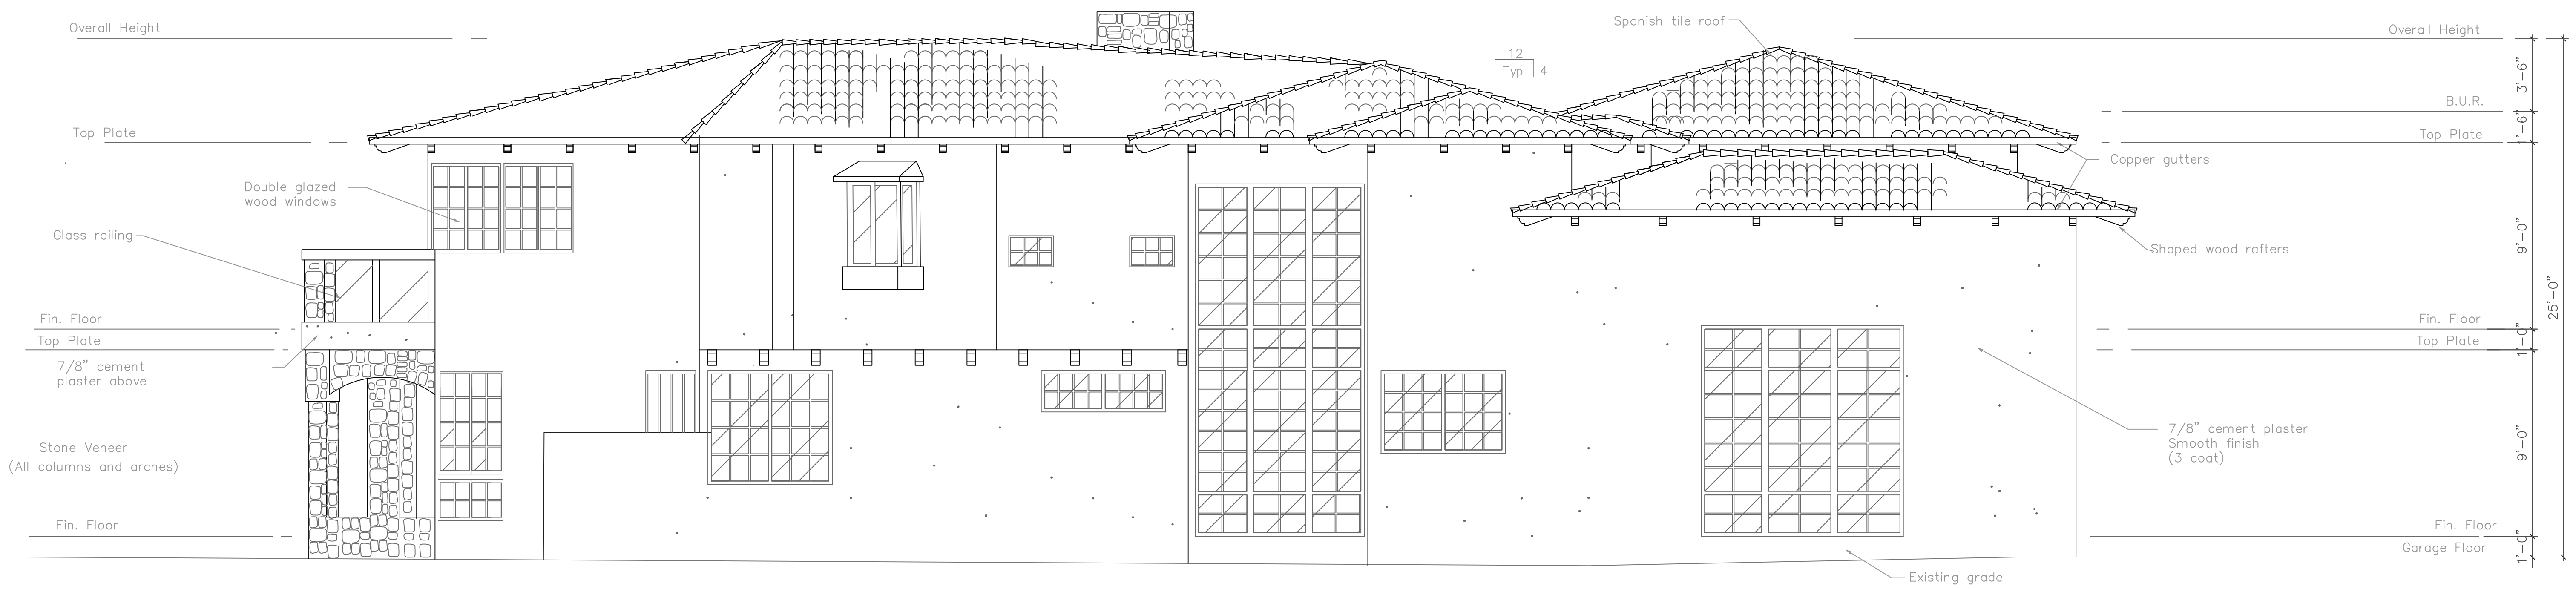 Overall Height
Spanish tile roof
Overall Height
12
Typ 4
3'-6"
B.U.R.
Top Plate
1'-6"
Top Plate
Copper gutters
Double glazed
wood windows
Glass railing
Shaped wood rafters
9'-0"
25'-0"
Fin. Floor
Fin. Floor
Top Plate
1'-0"
Top Plate
7/8" cement
plaster above
7/8" cement plaster
Smooth finish
(3 coat)
9'-0"
Stone Veneer
(All columns and arches)
Fin. Floor
Fin. Floor
Garage Floor
1'-0"
Existing grade